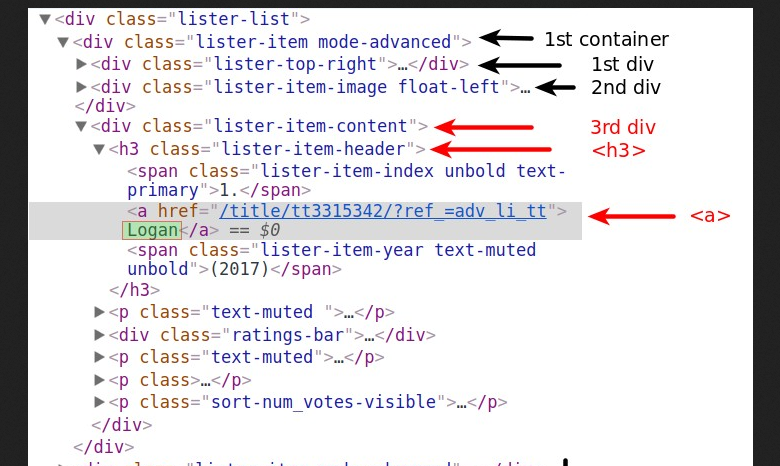 ▼<div class="lister-list">
▼<div class="lister-item mode-advanced"> 1st container
▶<div class="lister-top-right">…</div> 1st div
▶<div class="lister-item-image float-left">… 2nd div
</div>
▼<div class="lister-item-content"> 3rd div
▼<h3 class="lister-item-header"> <h3>
<span class="lister-item-index unbold text-
primary">1.</span>
<a href="/title/tt3315342/?ref_=adv_li_tt"> <a>
Logan</a> == $0
<span class="lister-item-year text-muted
unbold">(2017)</span>
</h3>
▶<p class="text-muted ">…</p>
▶<div class="ratings-bar">…</div>
▶<p class="text-muted">…</p>
▶<p class>…</p>
▶<p class="sort-num_votes-visible">…</p>
</div>
</div>